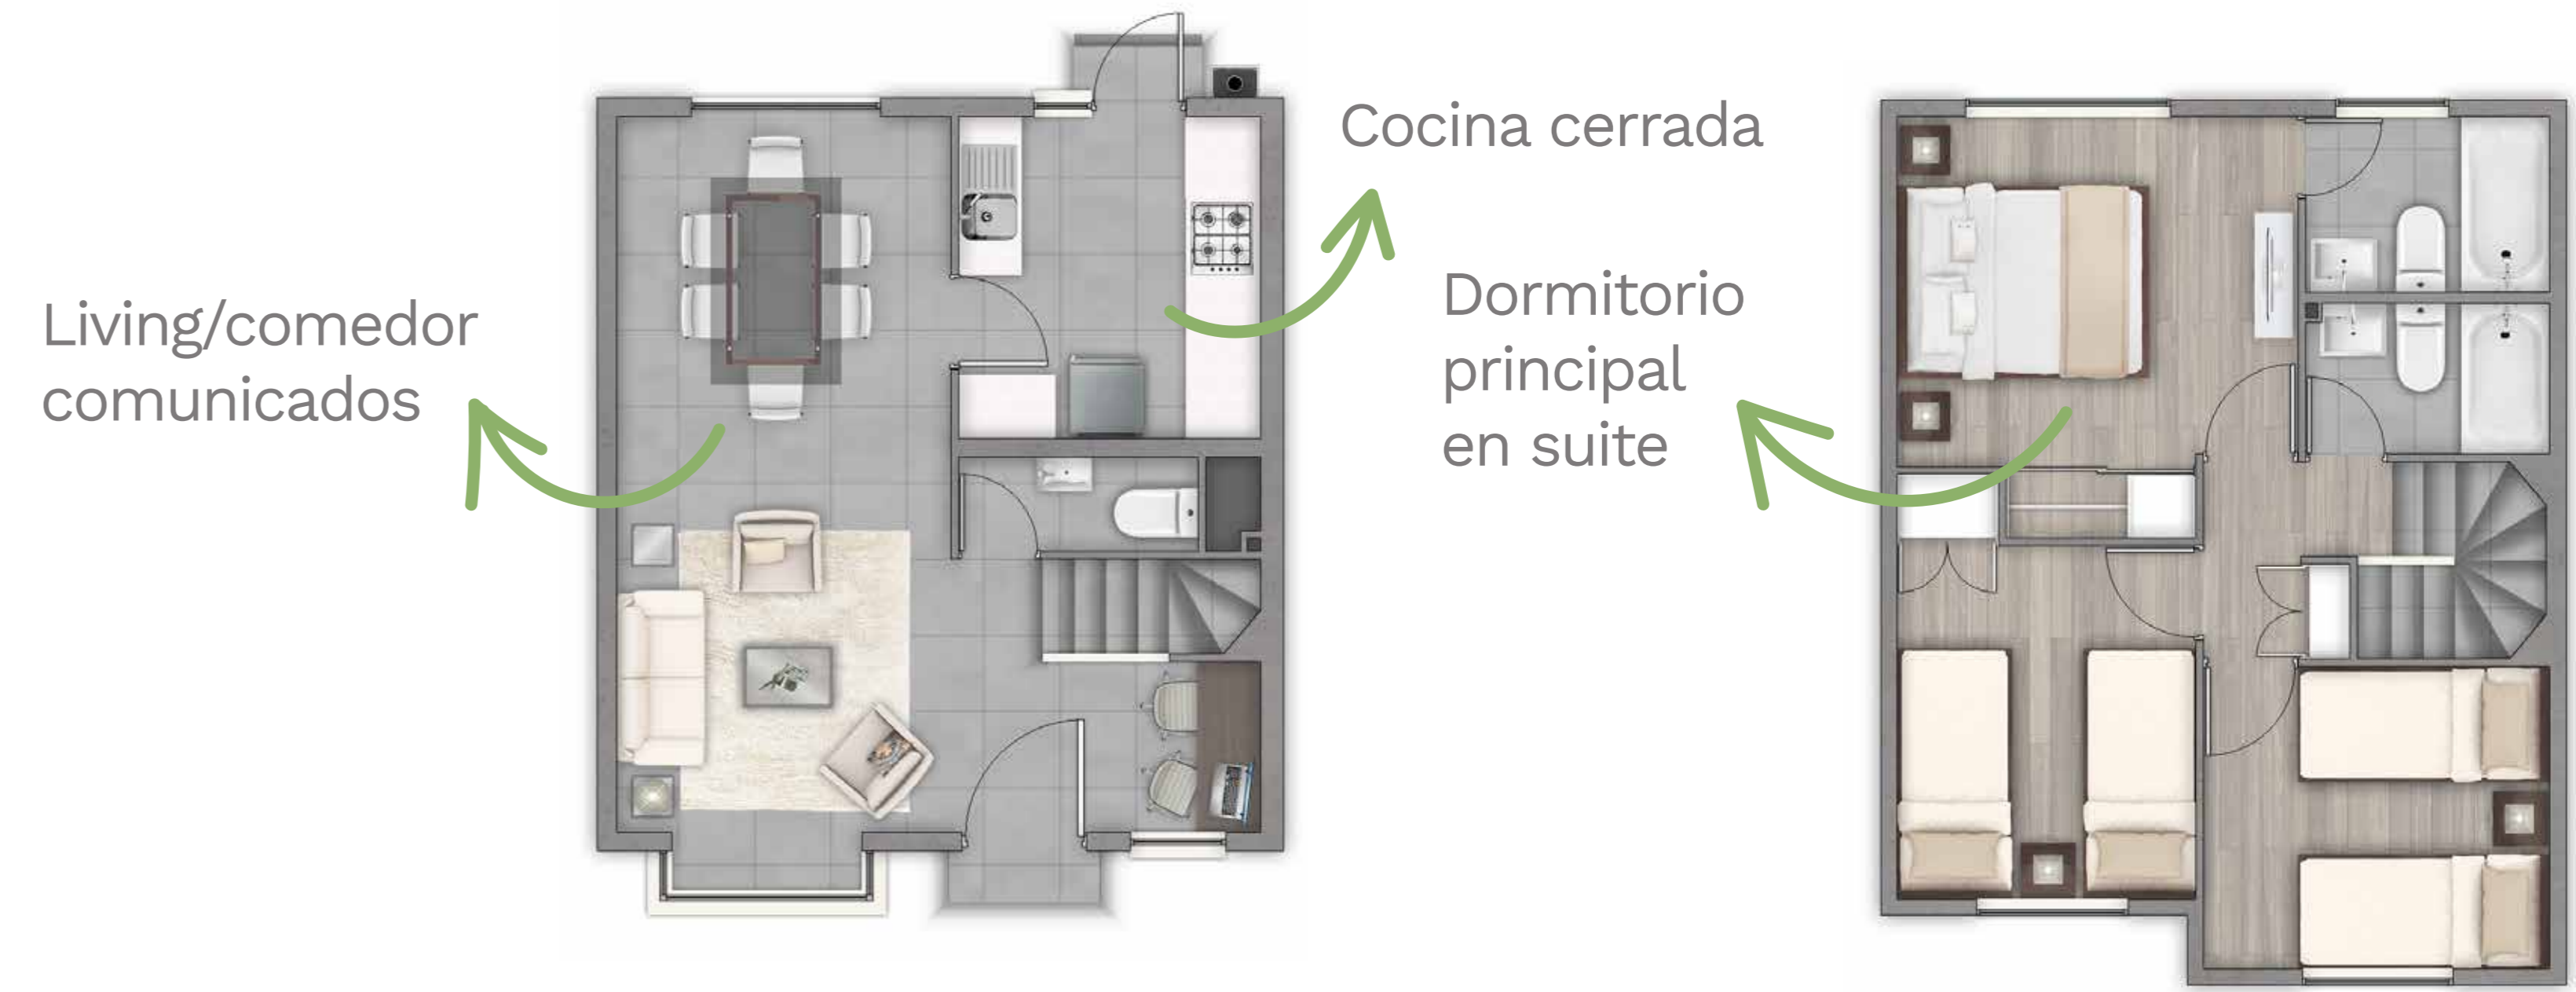 Living/comedor
comunicados
Cocina cerrada
Dormitorio
principal
en suite